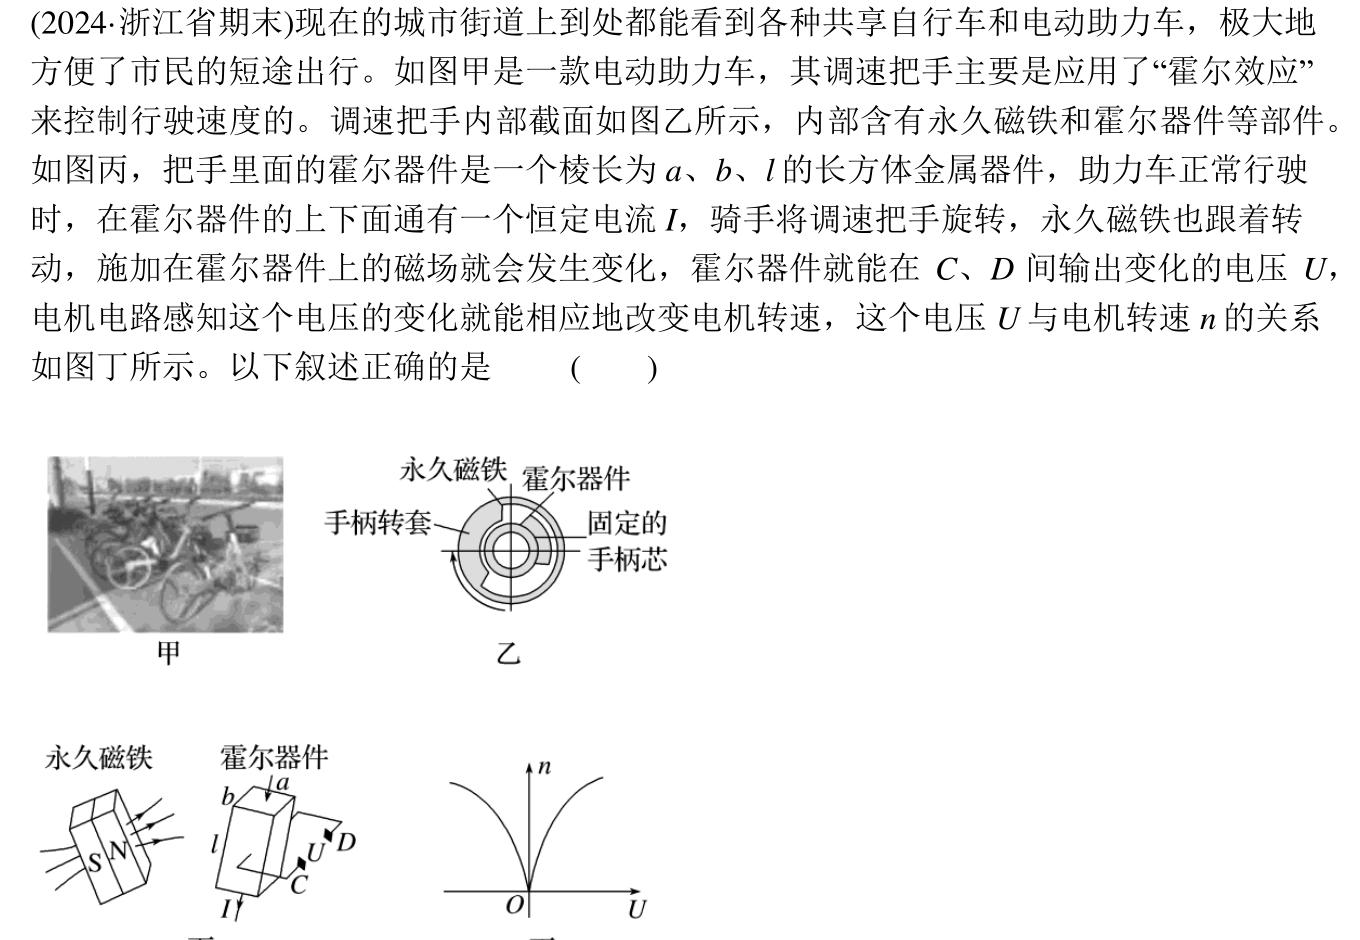 (2024·浙江省期末)现在的城市街道上到处都能看到各种共享自行车和电动助力车，极大地
方便了市民的短途出行。如图甲是一款电动助力车，其调速把手主要是应用了“霍尔效应”
来控制行驶速度的。调速把手内部截面如图乙所示，内部含有永久磁铁和霍尔器件等部件。
如图丙，把手里面的霍尔器件是一个棱长为 a、b、l 的长方体金属器件，助力车正常行驶
时，在霍尔器件的上下面通有一个恒定电流 I，骑手将调速把手旋转，永久磁铁也跟着转
动，施加在霍尔器件上的磁场就会发生变化，霍尔器件就能在 C、D 间输出变化的电压 U，
电机电路感知这个电压的变化就能相应地改变电机转速，这个电压 U 与电机转速 n 的关系
如图丁所示。以下叙述正确的是 ( )
永久磁铁
霍尔器件
手柄转套
固定的
手柄芯
甲
乙
永久磁铁
霍尔器件
S N
a
b
l
U
D
C
I
n
O
U